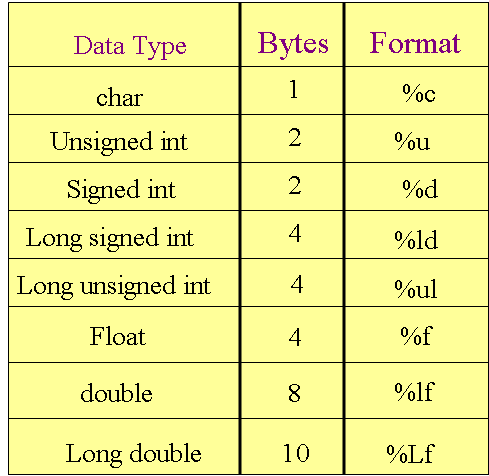 Data Type Bytes Format
char 1 %c
Unsigned int 2 %u
Signed int 2 %d
Long signed int 4 %ld
Long unsigned int 4 %ul
Float 4 %f
double 8 %lf
Long double 10 %Lf